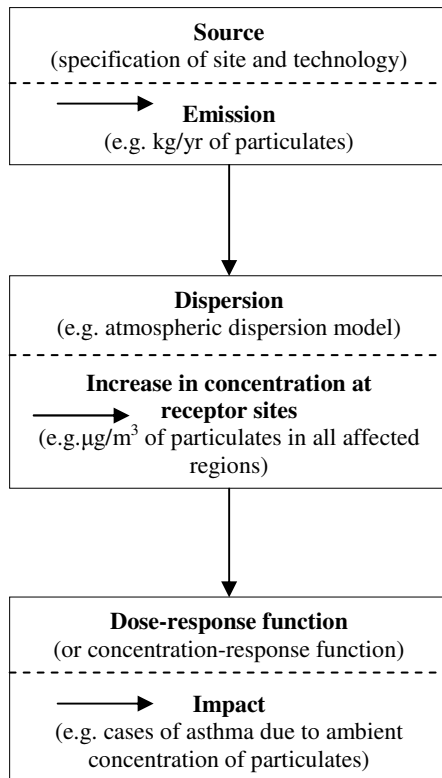 Source
(specification of site and technology)
Emission
(e.g. kg/yr of particulates)
Dispersion
(e.g. atmospheric dispersion model)
Increase in concentration at
receptor sites
(e.g.μg/m³ of particulates in all affected
regions)
Dose-response function
(or concentration-response function)
Impact
(e.g. cases of asthma due to ambient
concentration of particulates)